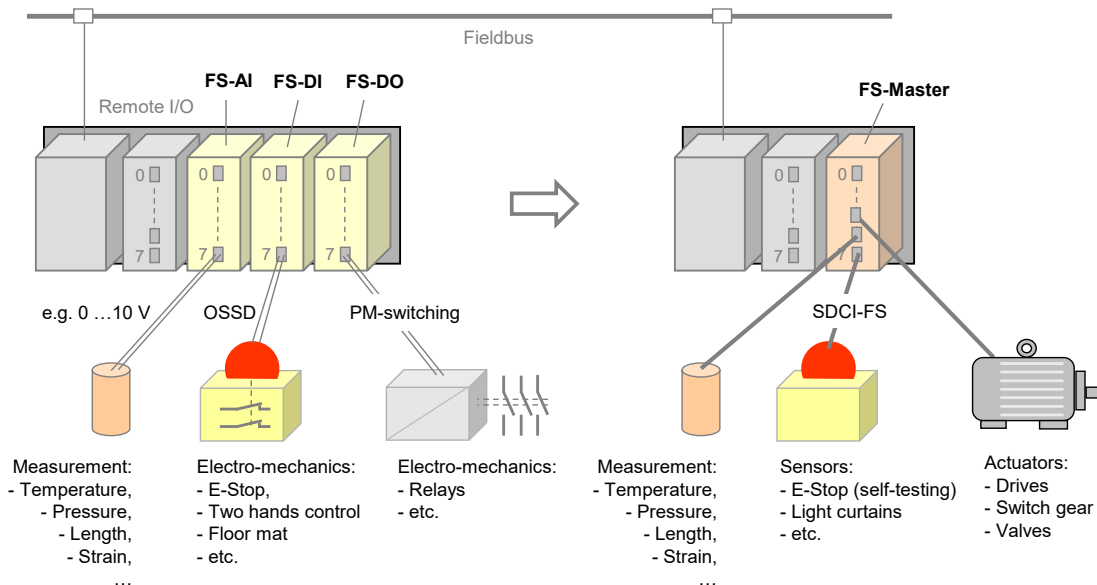 Fieldbus
FS-AI
FS-DI
FS-DO
FS-Master
Remote I/O
0
0
0
0
7
7
7
7
0
0
7
7
e.g. 0 …10 V
OSSD
PM-switching
SDCI-FS
Measurement:
- Temperature,
- Pressure,
- Length,
- Strain,
…
Electro-mechanics:
- E-Stop,
- Two hands control
- Floor mat
- etc.
Electro-mechanics:
- Relays
- etc.
Measurement:
- Temperature,
- Pressure,
- Length,
- Strain,
…
Sensors:
- E-Stop (self-testing)
- Light curtains
- etc.
Actuators:
- Drives
- Switch gear
- Valves